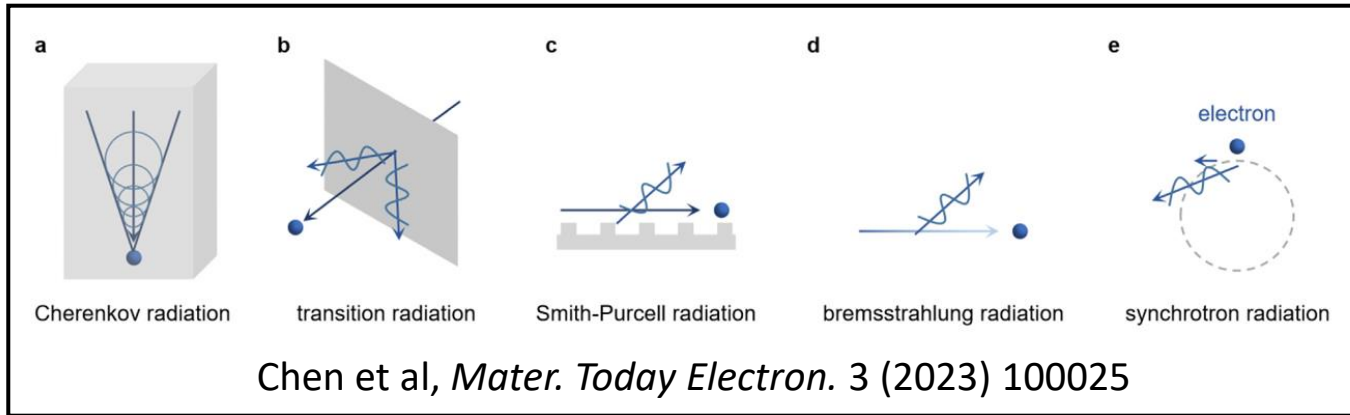 a
b
c
d
e
electron
Cherenkov radiation
transition radiation
Smith-Purcell radiation
bremsstrahlung radiation
synchrotron radiation
Chen et al, Mater. Today Electron. 3 (2023) 100025